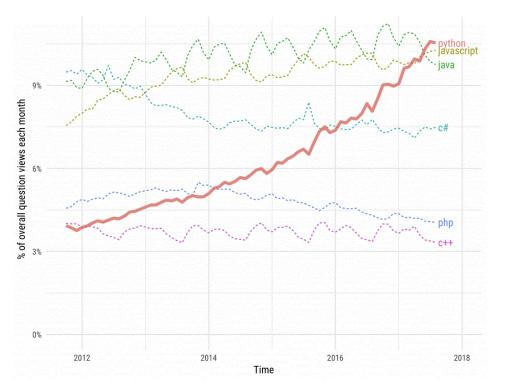 % of overall question views each month
9%
6%
3%
0%
python
javascript
java
c#
php
c++
2012
2014
2016
2018
Time